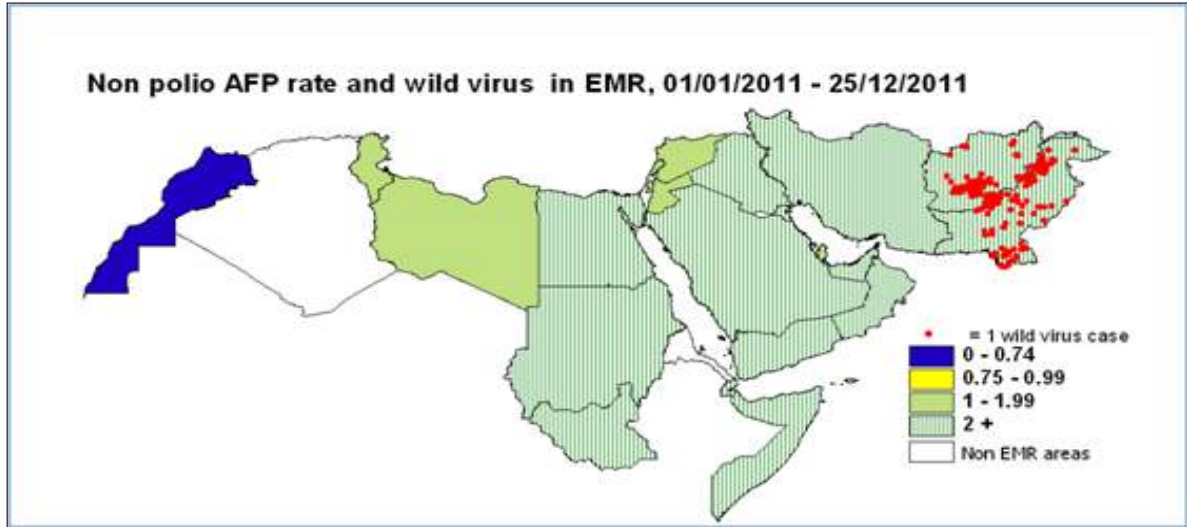 Non polio AFP rate and wild virus in EMR, 01/01/2011 - 25/12/2011
= 1 wild virus case
0 - 0.74
0.75 - 0.99
1 - 1.99
2 +
Non EMR areas